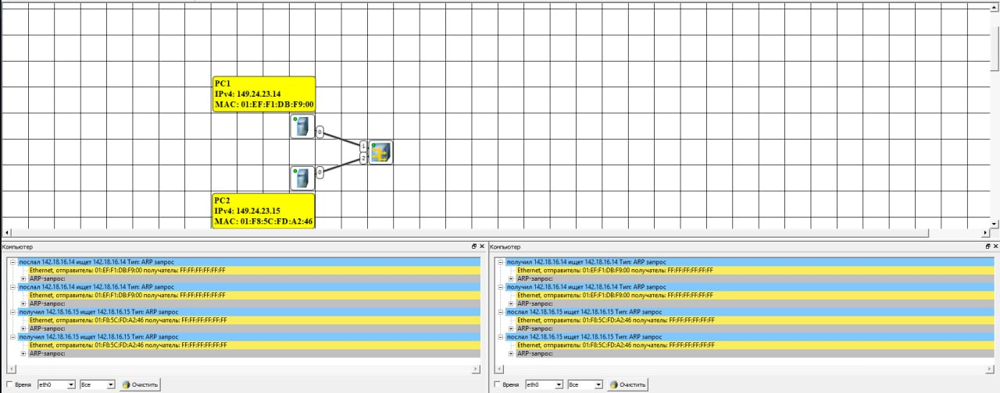 PC1
IPv4: 149.24.23.14
MAC: 01:EF:F1:DB:F9:00
0
1
2
0
PC2
IPv4: 149.24.23.15
MAC: 01:F8:5C:FD:A2:46
Компьютер
послал 142.18.16.14 ищет 142.18.16.14 Тип: ARP запрос
Ethernet, отправитель: 01:EF:F1:DB:F9:00 получатель: FF:FF:FF:FF:FF:FF
ARP-запрос:
послал 142.18.16.14 ищет 142.18.16.14 Тип: ARP запрос
Ethernet, отправитель: 01:EF:F1:DB:F9:00 получатель: FF:FF:FF:FF:FF:FF
ARP-запрос:
получил 142.18.16.15 ищет 142.18.16.15 Тип: ARP запрос
Ethernet, отправитель: 01:F8:5C:FD:A2:46 получатель: FF:FF:FF:FF:FF:FF
ARP-запрос:
получил 142.18.16.15 ищет 142.18.16.15 Тип: ARP запрос
Ethernet, отправитель: 01:F8:5C:FD:A2:46 получатель: FF:FF:FF:FF:FF:FF
ARP-запрос:
Время eth0 Все Очистить
Компьютер
получил 142.18.16.14 ищет 142.18.16.14 Тип: ARP запрос
Ethernet, отправитель: 01:EF:F1:DB:F9:00 получатель: FF:FF:FF:FF:FF:FF
ARP-запрос:
получил 142.18.16.14 ищет 142.18.16.14 Тип: ARP запрос
Ethernet, отправитель: 01:EF:F1:DB:F9:00 получатель: FF:FF:FF:FF:FF:FF
ARP-запрос:
послал 142.18.16.15 ищет 142.18.16.15 Тип: ARP запрос
Ethernet, отправитель: 01:F8:5C:FD:A2:46 получатель: FF:FF:FF:FF:FF:FF
ARP-запрос:
послал 142.18.16.15 ищет 142.18.16.15 Тип: ARP запрос
Ethernet, отправитель: 01:F8:5C:FD:A2:46 получатель: FF:FF:FF:FF:FF:FF
ARP-запрос:
Время eth0 Все Очистить